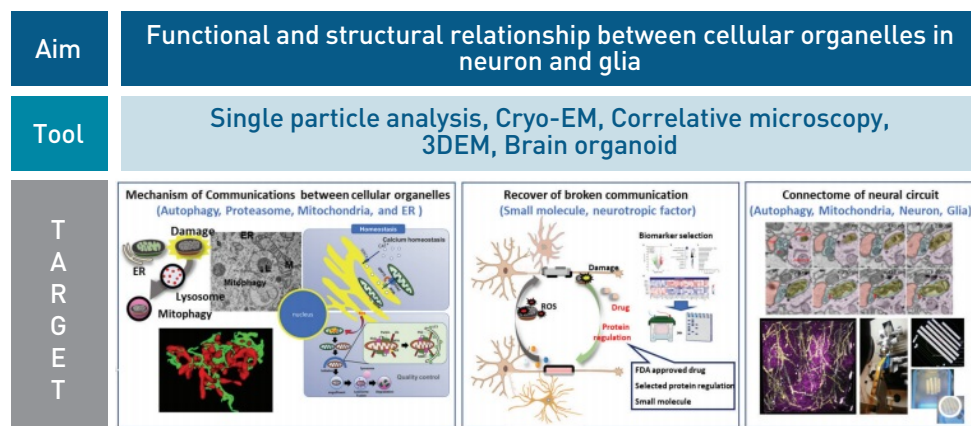 Aim
Functional and structural relationship between cellular organelles in
neuron and glia
Tool
Single particle analysis, Cryo-EM, Correlative microscopy,
3DEM, Brain organoid
T
A
R
G
E
T
Mechanism of Communications between cellular organelles
(Autophagy, Proteasome, Mitochondria, and ER )
Damage
ER
Lysosome
Mitophagy
ER
L
M
Mitophagy
Homeostasis
Calcium homeostasis
nucleus
Quality control
Recover of broken communication
(Small molecule, neurotropic factor)
Biomarker selection
Damage
ROS
Drug
Protein
regulation
FDA approved drug
Selected protein regulation
Small molecule
Connectome of neural circuit
(Autophagy, Mitochondria, Neuron, Glia)